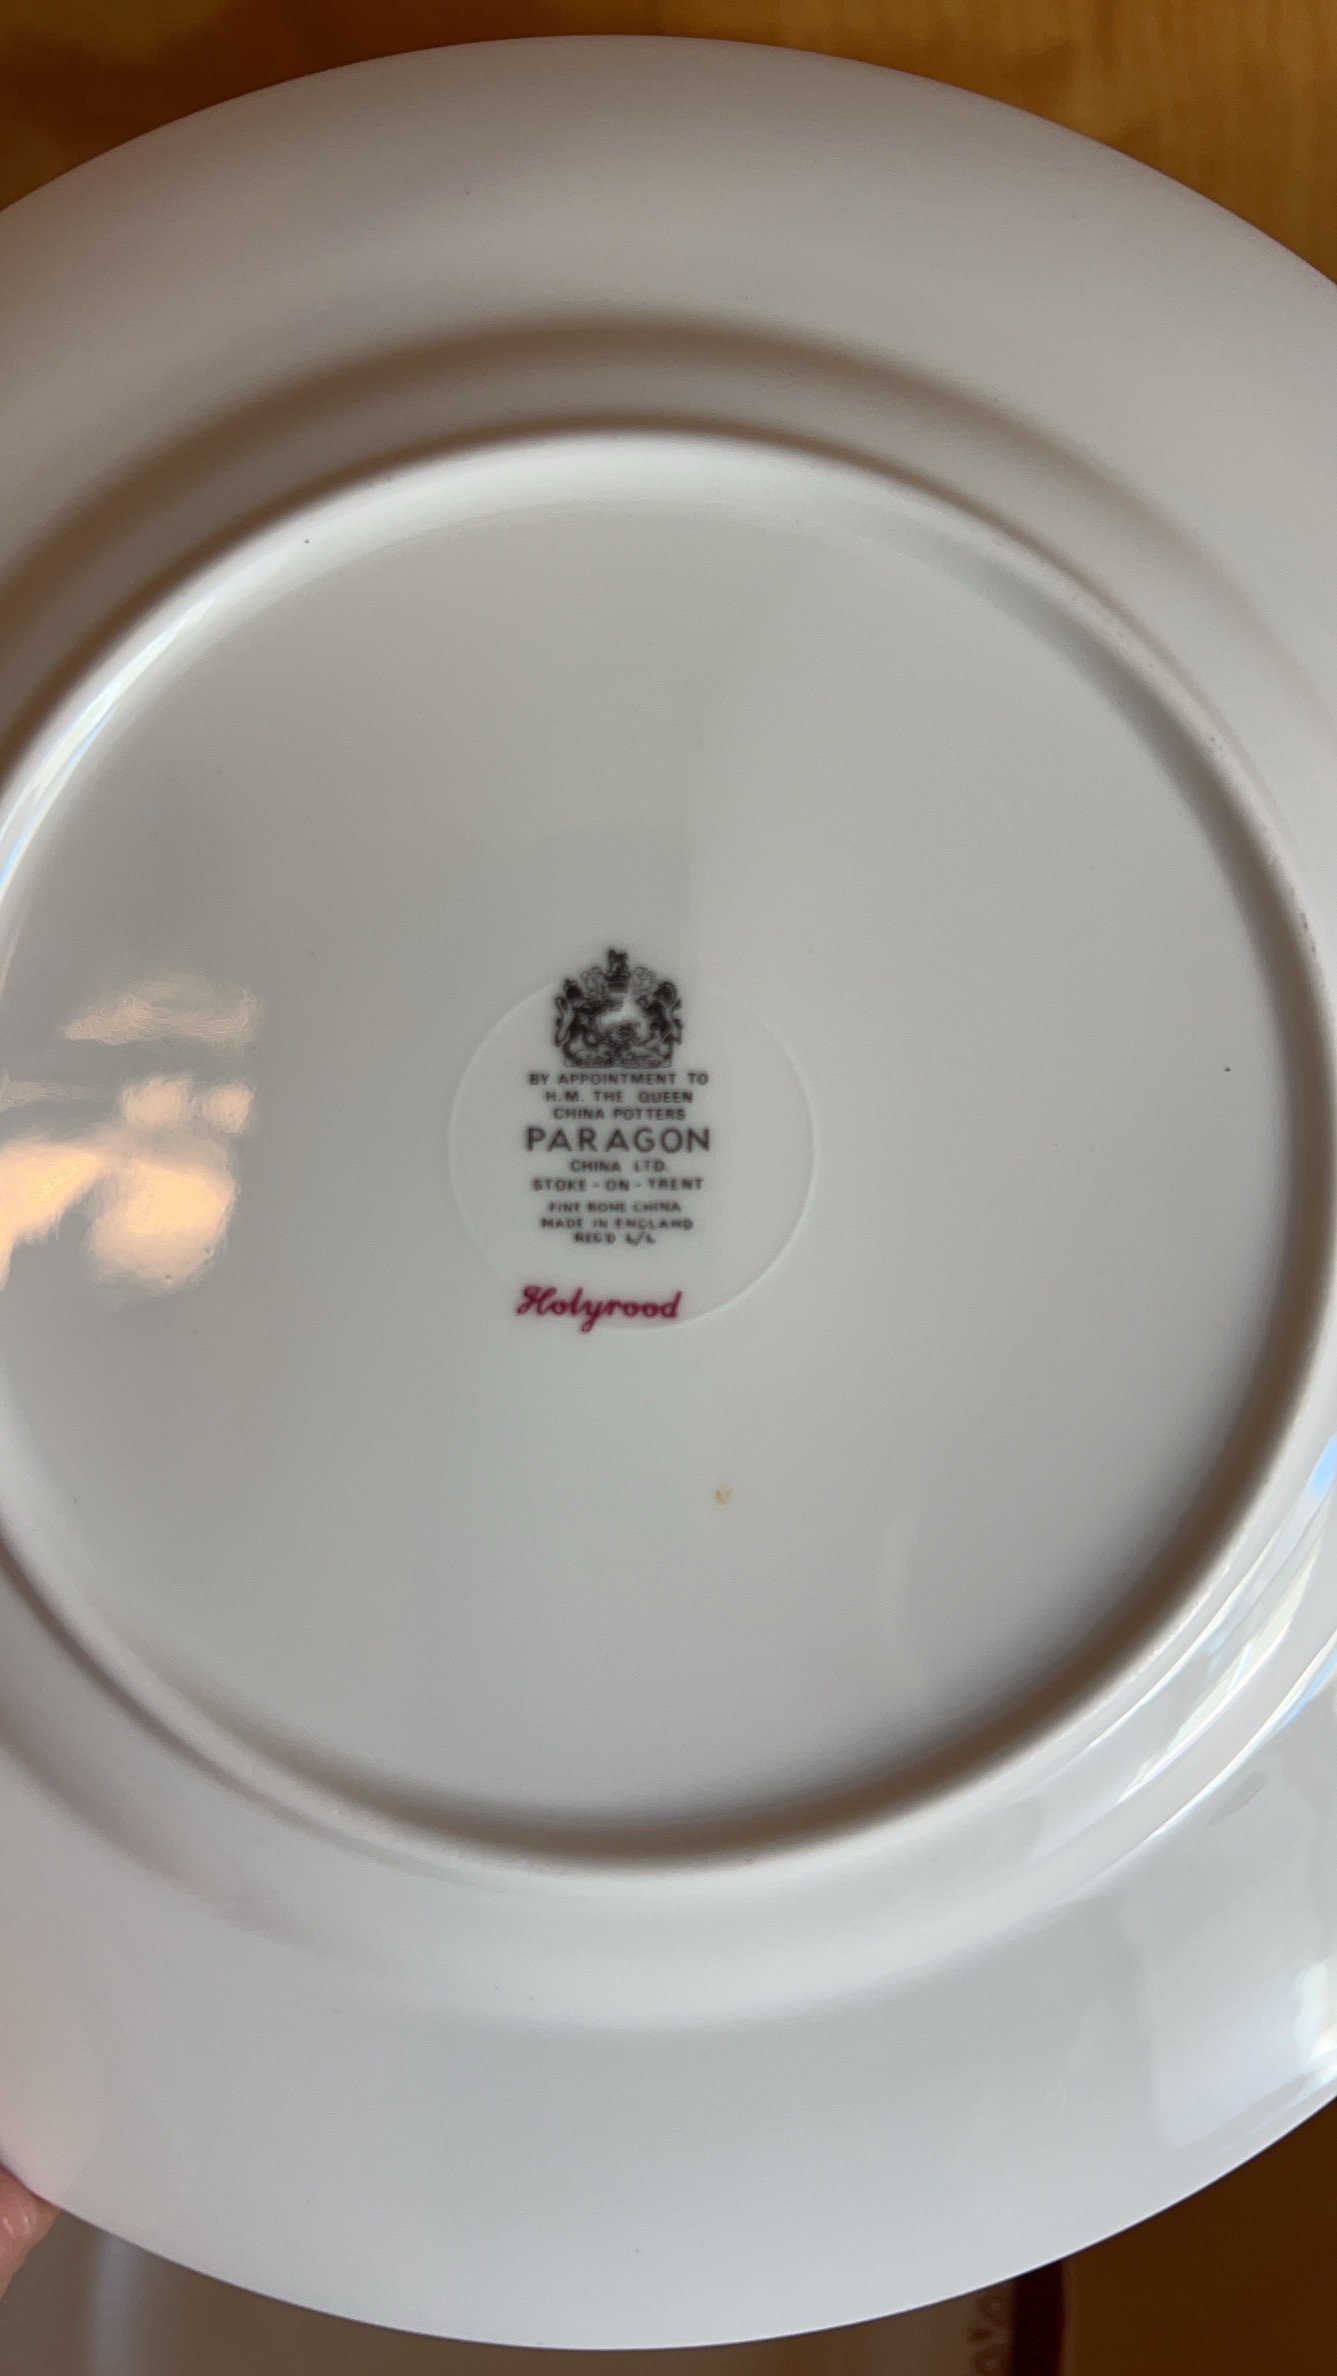 BY APPOINTMENT TO
H.M. THE QUEEN
CHINA POTTERS
PARAGON
CHINA LTD.
STOKE-ON-TRENT
FINE BONE CHINA
MADE IN ENGLAND
REG'D
Holyrood